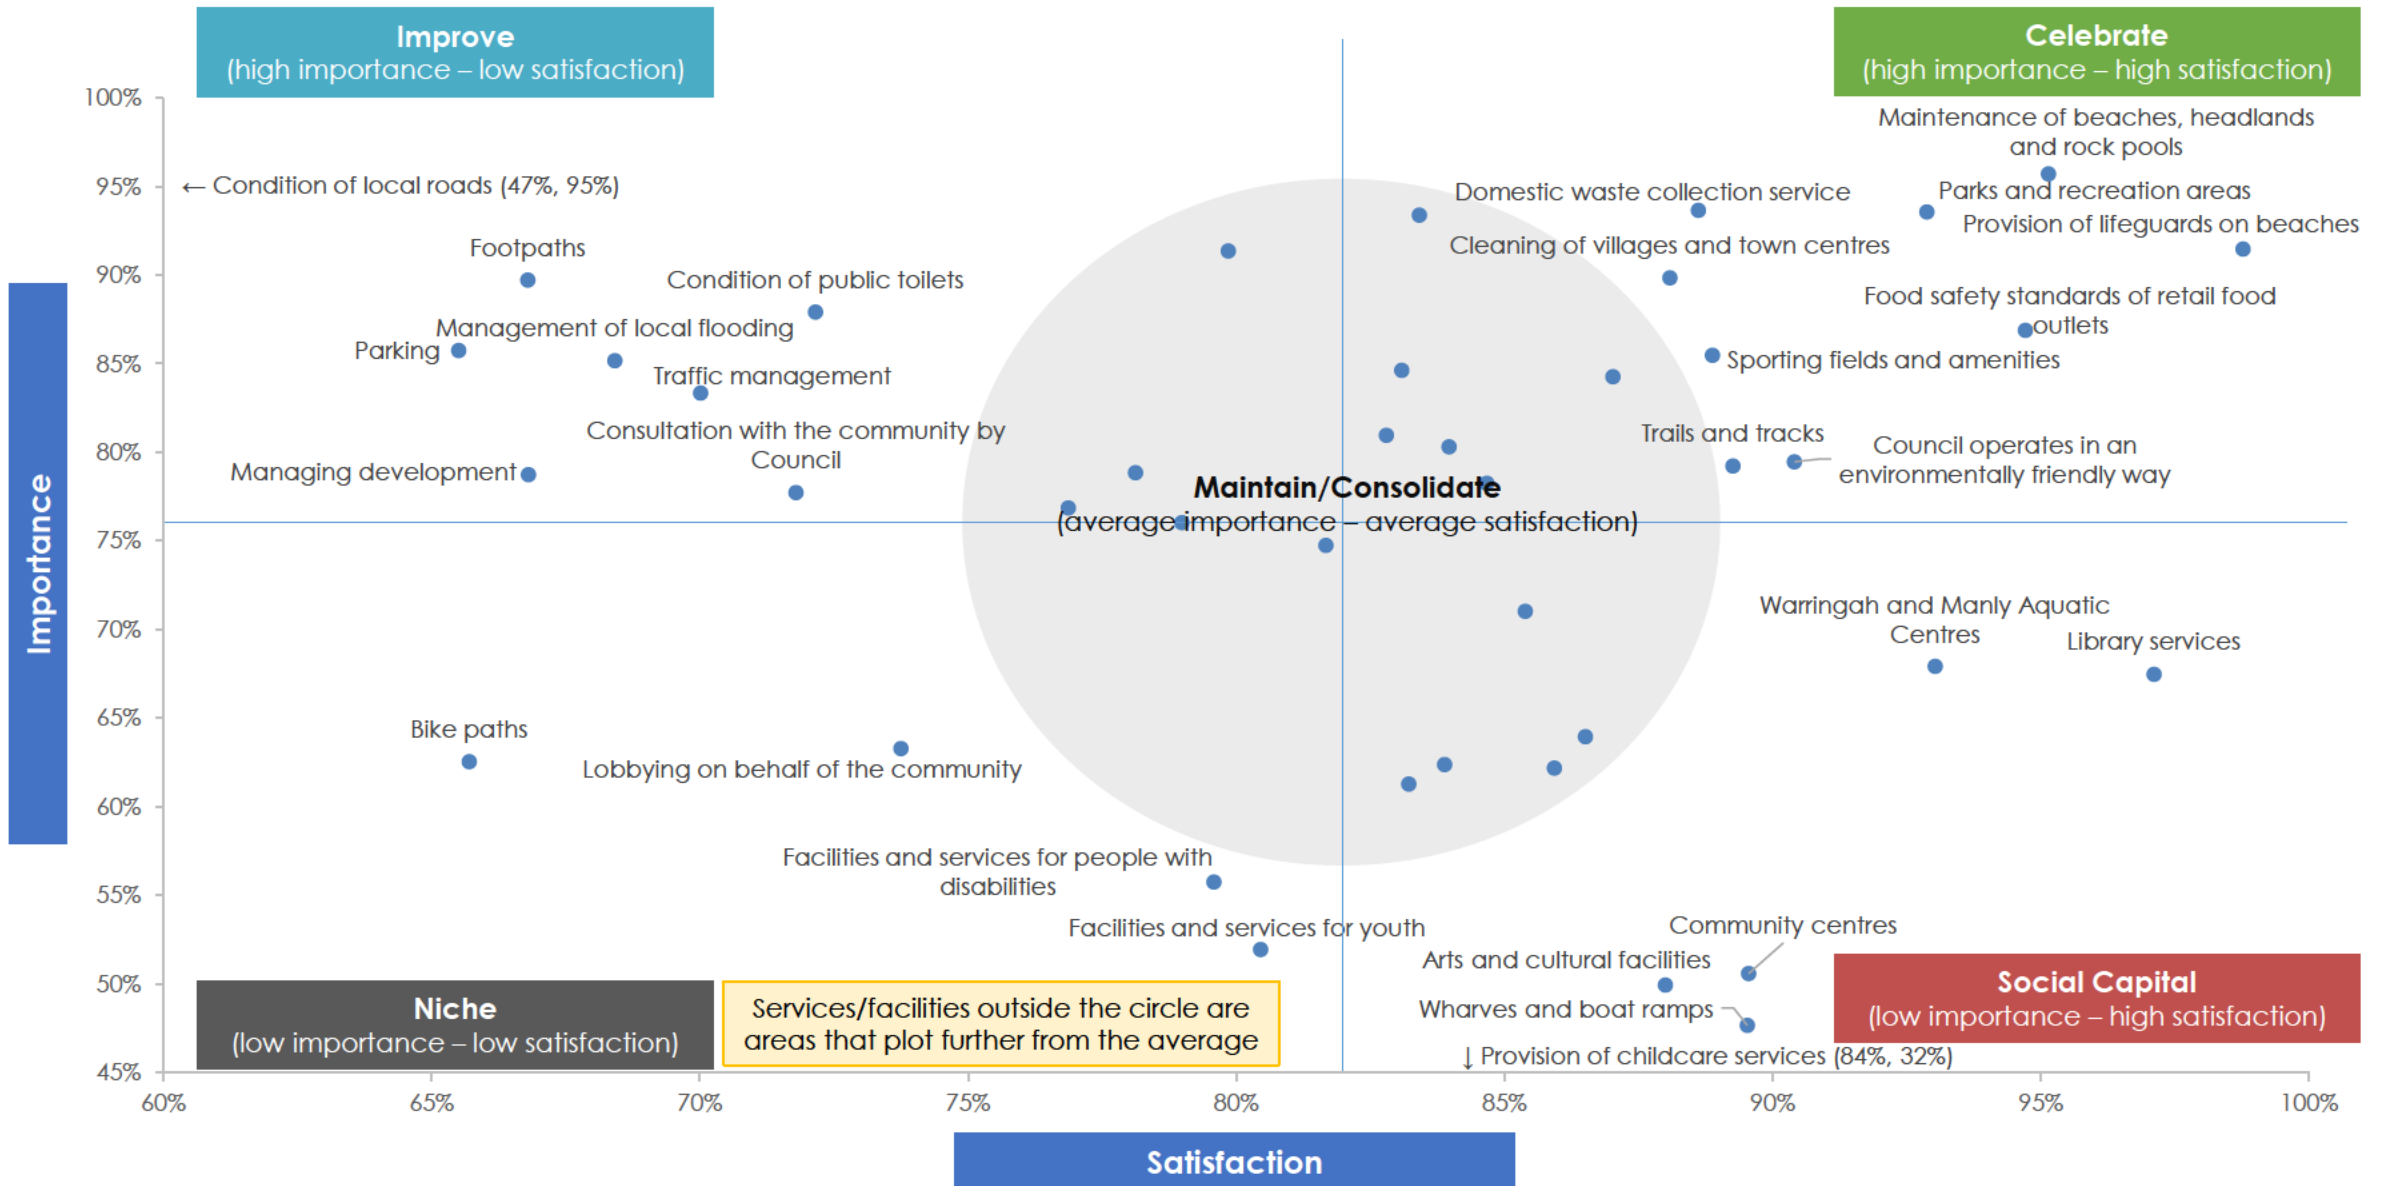 Improve
(high importance – low satisfaction)
Celebrate
(high importance – high satisfaction)
100%
95%
90%
85%
80%
75%
70%
65%
60%
55%
50%
45%
Importance
← Condition of local roads (47%, 95%)
Footpaths
Condition of public toilets
Management of local flooding
Parking
Traffic management
Consultation with the community by
Council
Managing development
Maintenance of beaches, headlands
and rock pools
Domestic waste collection service
Parks and recreation areas
Provision of lifeguards on beaches
Cleaning of villages and town centres
Food safety standards of retail food
outlets
Sporting fields and amenities
Trails and tracks
Council operates in an
environmentally friendly way
Maintain/Consolidate
(average importance – average satisfaction)
Warringah and Manly Aquatic
Centres
Library services
Bike paths
Lobbying on behalf of the community
Facilities and services for people with
disabilities
Facilities and services for youth
Community centres
Arts and cultural facilities
Wharves and boat ramps
↓ Provision of childcare services (84%, 32%)
Niche
(low importance – low satisfaction)
Services/facilities outside the circle are
areas that plot further from the average
Social Capital
(low importance – high satisfaction)
60%
65%
70%
75%
80%
85%
90%
95%
100%
Satisfaction